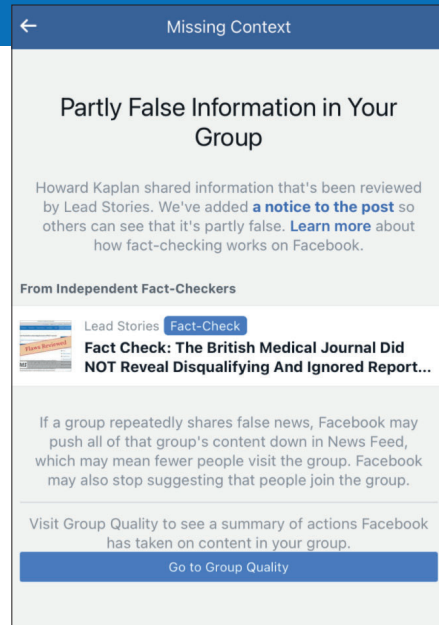 Missing Context
Partly False Information in Your
Group
Howard Kaplan shared information that's been reviewed
by Lead Stories. We've added a notice to the post so
others can see that it's partly false. Learn more about
how fact-checking works on Facebook.
From Independent Fact-Checkers
Lead Stories Fact-Check
Flaws Reviewed
Fact Check: The British Medical Journal Did
NOT Reveal Disqualifying And Ignored Report...
If a group repeatedly shares false news, Facebook may
push all of that group's content down in News Feed,
which may mean fewer people visit the group. Facebook
may also stop suggesting that people join the group.
Visit Group Quality to see a summary of actions Facebook
has taken on content in your group.
Go to Group Quality